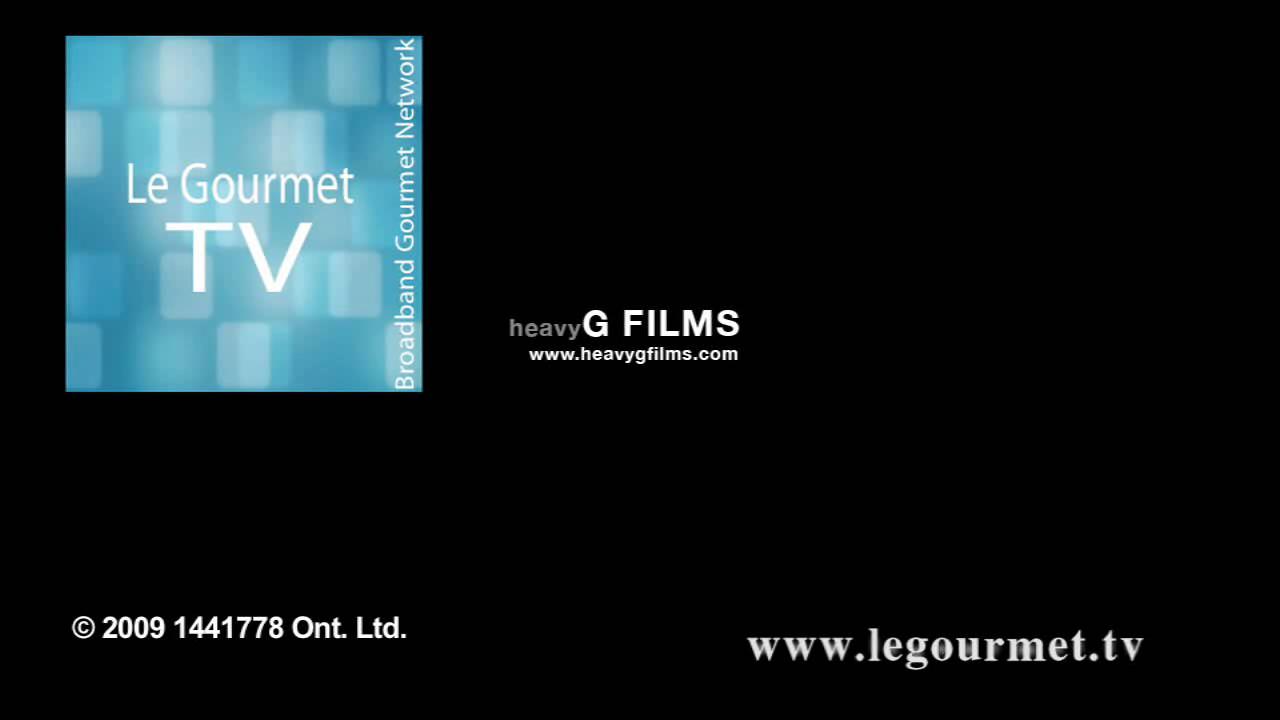 Le Gourmet
TV
Broadband Gourmet Network
heavyG FILMS
www.heavygfilms.com
© 2009 1441778 Ont. Ltd.
www.legourmet.tv